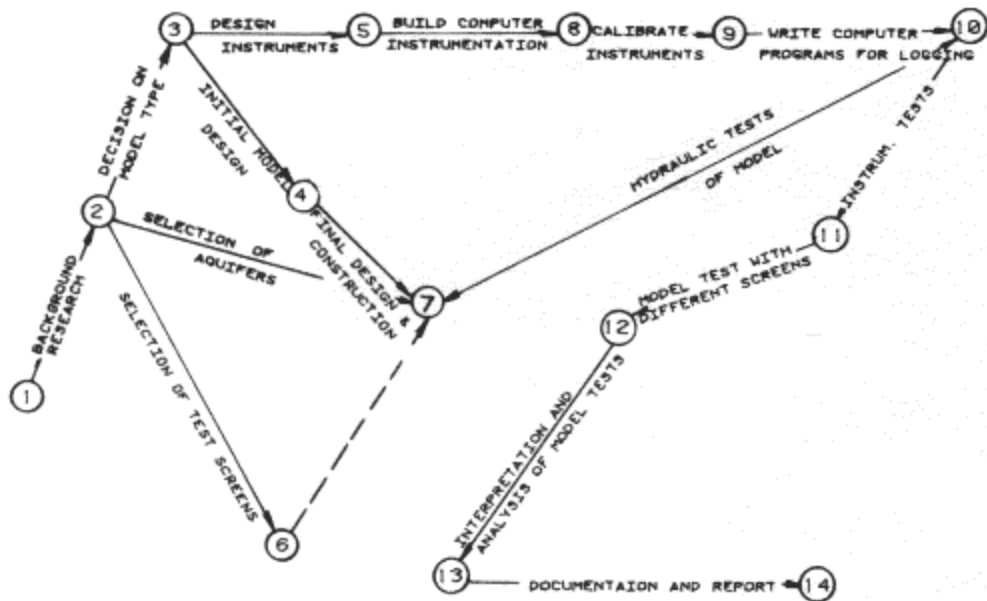 3
DESIGN
INSTRUMENTS
5
BUILD COMPUTER
INSTRUMENTATION
8
CALIBRATE
INSTRUMENTS
9
WRITE COMPUTER
PROGRAMS FOR LOGGING
10
DECISION ON
MODEL TYPE
INITIAL MODEL
DESIGN
HYDRAULIC TESTS
OF MODEL
INSTRUM. TESTS
2
4
SELECTION OF
AQUIFERS
FINAL DESIGN &
CONSTRUCTION
11
7
MODEL TEST WITH
DIFFERENT SCREENS
12
BACKGROUND
RESEARCH
1
SELECTION OF TEST SCREENS
6
INTERPRETATION AND
ANALYSIS OF MODEL TESTS
13
DOCUMENTAION AND REPORT
14